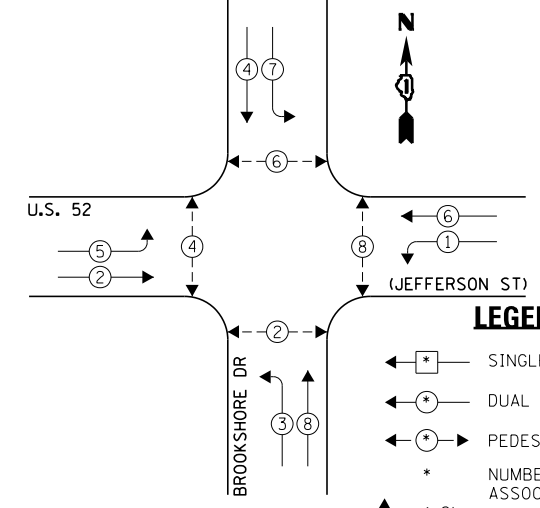 N
4 7
6
U.S. 52
6
5
4
8
1
2
(JEFFERSON ST)
2
BROOKSHORE DR
3 8
* SINGL
* DUAL
* PEDES
* NUMBE
ASSOC